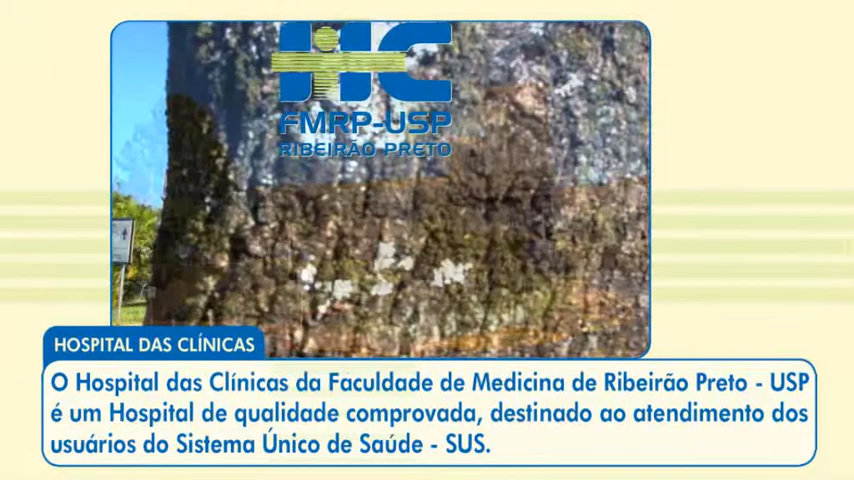 HC
FMRP-USP
RIBEIRÃO PRETO
HOSPITAL DAS CLÍNICAS
O Hospital das Clínicas da Faculdade de Medicina de Ribeirão Preto - USP
é um Hospital de qualidade comprovada, destinado ao atendimento dos
usuários do Sistema Único de Saúde - SUS.